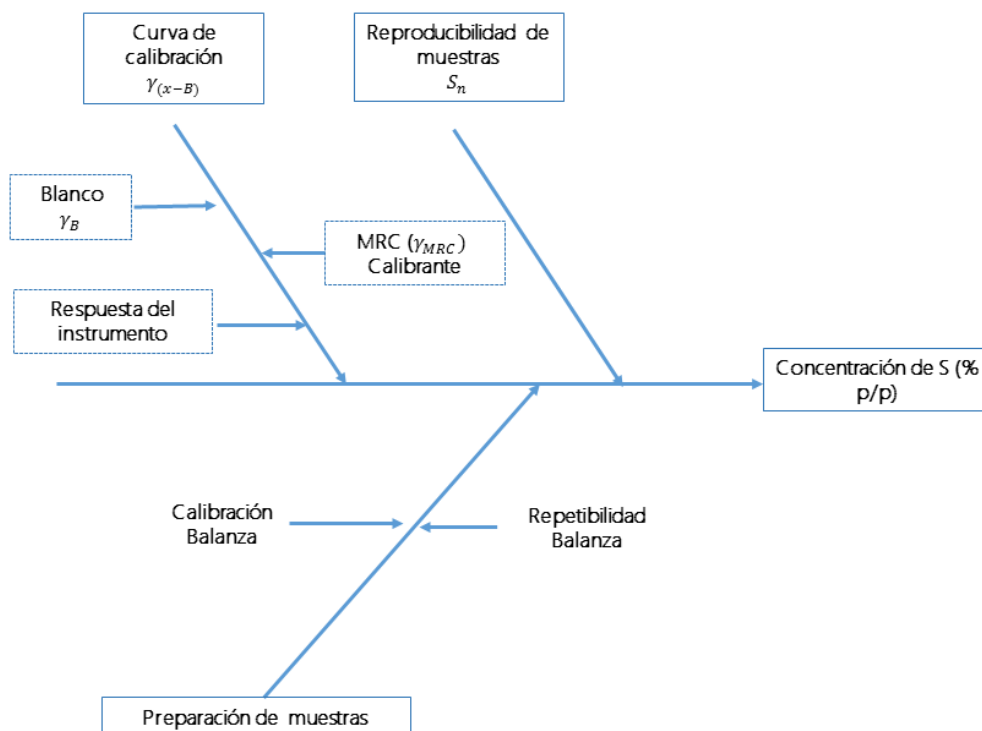 Curva de
calibración
γ(x−B)
Reproducibilidad de
muestras
Sn
Blanco
γB
MRC (γMRC)
Calibrante
Respuesta del
instrumento
Concentración de S (%
p/p)
Calibración
Balanza
Repetibilidad
Balanza
Preparación de muestras